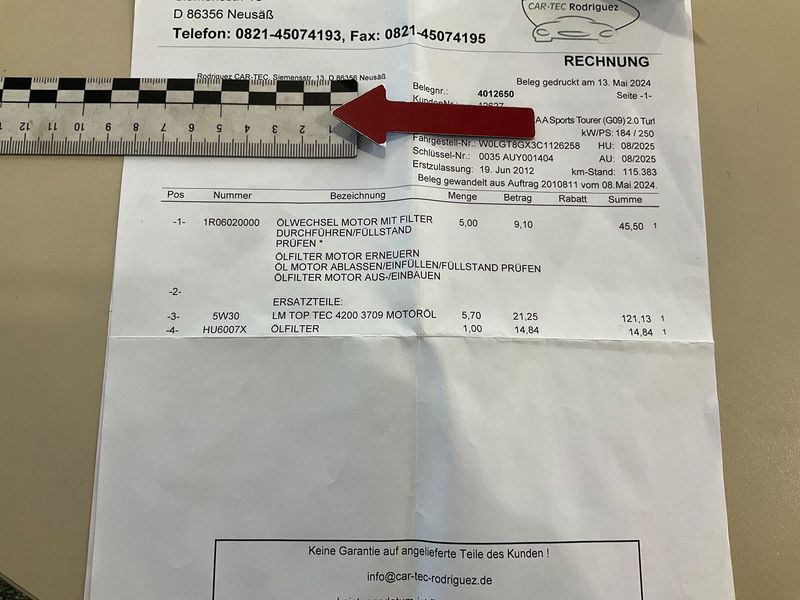 D 86356 Neusäß
Telefon: 0821-45074193, Fax: 0821-45074195
CAR-TEC Rodriguez
RECHNUNG
Rodriguez CAR-TEC, Siemensstr. 13, D 86356 Neusäß
Beleg gedruckt am 13. Mai 2024
Belegnr.: 4012650 Seite -1-
AA Sports Tourer (G09) 2.0 Turl
kW/PS: 184 / 250
Fahrgestell-Nr.: W0LGT8GX3C1126258 HU: 08/2025
Schlüssel-Nr.: 0035 AUY001404 AU: 08/2025
Erstzulassung: 19. Jun 2012 km-Stand: 115.383
Beleg gewandelt aus Auftrag 2010811 vom 08.Mai 2024.
12 11 10 9 8 7 6 5 4 3 2 1
Pos Nummer Bezeichnung Menge Betrag Rabatt Summe
-1- 1R06020000 ÖLWECHSEL MOTOR MIT FILTER 5,00 9,10 45,50 1
DURCHFÜHREN/FÜLLSTAND
PRÜFEN *
ÖLFILTER MOTOR ERNEUERN
ÖL MOTOR ABLASSEN/EINFÜLLEN/FÜLLSTAND PRÜFEN
ÖLFILTER MOTOR AUS-/EINBAUEN
-2-
ERSATZTEILE:
-3- 5W30 LM TOP TEC 4200 3709 MOTORÖL 5,70 21,25 121,13 1
-4- HU6007X ÖLFILTER 1,00 14,84 14,84 1
Keine Garantie auf angelieferte Teile des Kunden !
info@car-tec-rodriguez.de